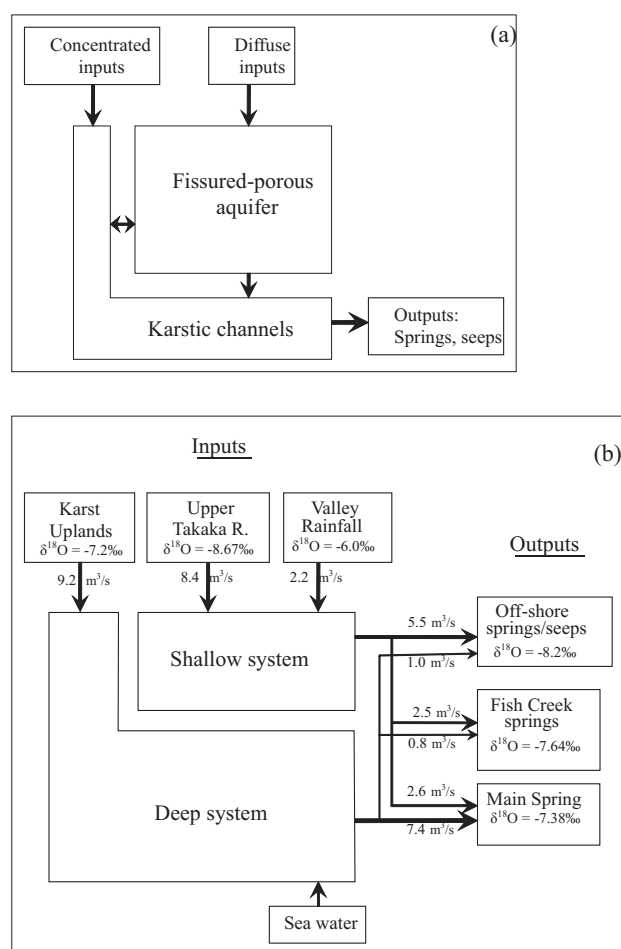 (a)
Concentrated
inputs
Diffuse
inputs
Fissured-porous
aquifer
Karstic channels
Outputs:
Springs, seeps
(b)
Inputs
Outputs
Karst
Uplands
δ¹⁸O = -7.2‰
Upper
Takaka R.
δ¹⁸O = -8.67‰
Valley
Rainfall
δ¹⁸O = -6.0‰
9.2 m³/s
8.4 m³/s
2.2 m³/s
Shallow system
Deep system
Sea water
5.5 m³/s
1.0 m³/s
Off-shore
springs/seeps
δ¹⁸O = -8.2‰
2.5 m³/s
0.8 m³/s
Fish Creek
springs
δ¹⁸O = -7.64‰
2.6 m³/s
7.4 m³/s
Main Spring
δ¹⁸O = -7.38‰